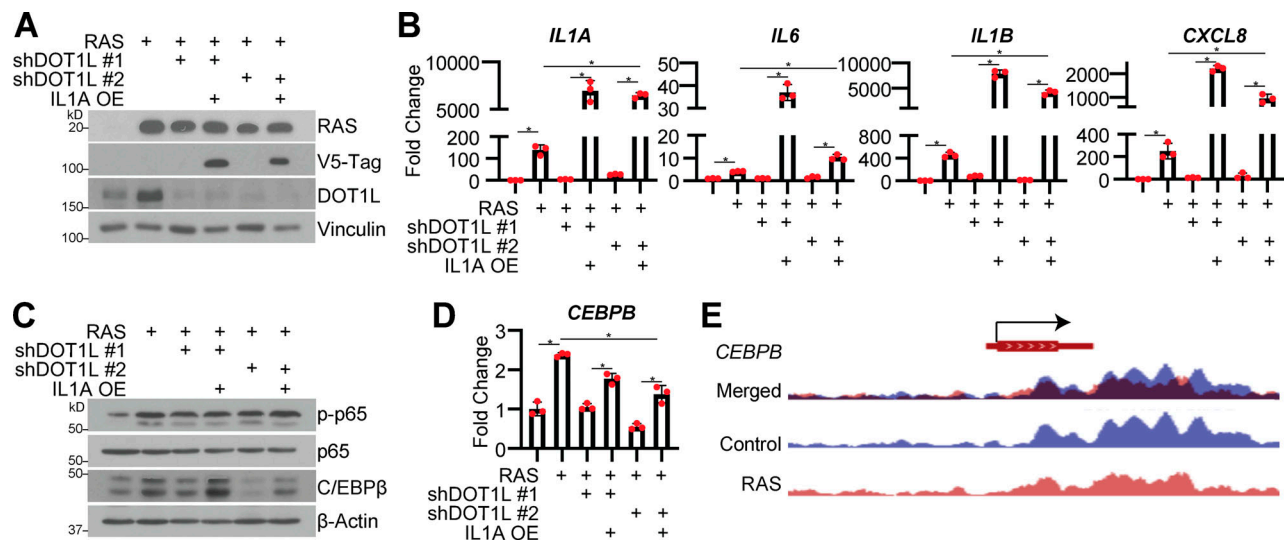 A
RAS + + + + +
shDOT1L #1 + +
shDOT1L #2 + +
IL1A OE + +
kD
20 RAS
100 V5-Tag
150 DOT1L
100 Vinculin
B
IL1A IL6 IL1B CXCL8
Fold Change
10000 5000 200 100 0
50 40 30 20 10 0
10000 5000 800 400 0
2000 1000 400 200 0
* * * *
* * * *
* * * *
* * * *
RAS + + + + + + + + + + + + + + + + + + + +
shDOT1L #1 + + + + + + + +
shDOT1L #2 + + + + + + + +
IL1A OE + + + + + + + +
C
RAS + + + + +
shDOT1L #1 + +
shDOT1L #2 + +
IL1A OE + +
kD
50 p-p65
50 p65
50 C/EBPβ
37 β-Actin
D
CEBPB
Fold Change
3
2
1
0
* * * *
RAS + + + + +
shDOT1L #1 + +
shDOT1L #2 + +
IL1A OE + +
E
CEBPB
Merged
Control
RAS